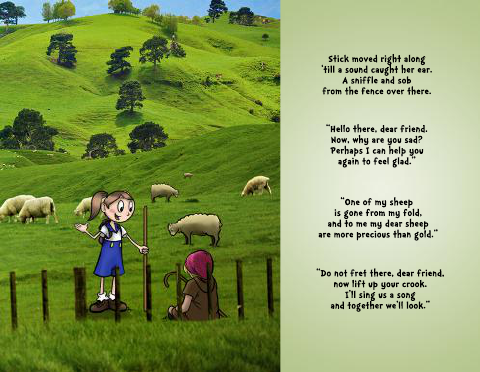 Stick moved right along
'till a sound caught her ear.
A sniffle and sob
from the fence over there.
"Hello there, dear friend.
Now, why are you sad?
Perhaps I can help you
again to feel glad."
"One of my sheep
is gone from my fold,
and to me my dear sheep
are more precious than gold."
"Do not fret there, dear friend,
now lift up your crook.
I'll sing us a song
and together we'll look."